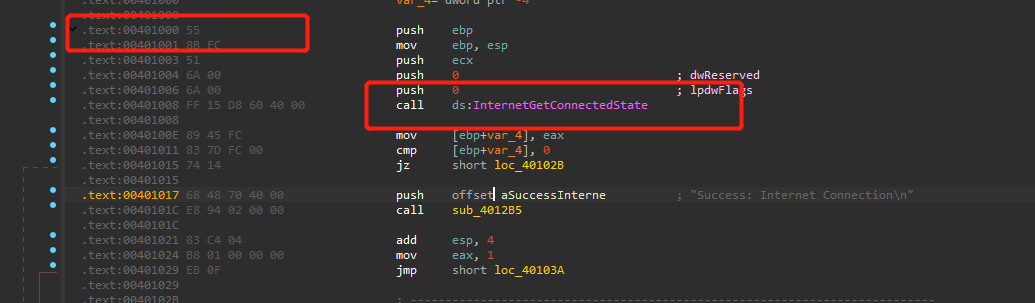 .text:00401000 var_4= dword ptr -4
.text:00401000
.text:00401000 55 push ebp
.text:00401001 8B EC mov ebp, esp
.text:00401003 51 push ecx
.text:00401004 6A 00 push 0 ; dwReserved
.text:00401006 6A 00 push 0 ; lpdwFlags
.text:00401008 FF 15 D8 60 40 00 call ds:InternetGetConnectedState
.text:00401008
.text:0040100E 89 45 FC mov [ebp+var_4], eax
.text:00401011 83 7D FC 00 cmp [ebp+var_4], 0
.text:00401015 74 14 jz short loc_40102B
.text:00401015
.text:00401017 68 48 70 40 00 push offset aSuccessInterne ; "Success: Internet Connection\n"
.text:0040101C E8 94 02 00 00 call sub_4012B5
.text:0040101C
.text:00401021 83 C4 04 add esp, 4
.text:00401024 B8 01 00 00 00 mov eax, 1
.text:00401029 EB 0F jmp short loc_40103A
.text:00401029
.text:0040102B ; ---------------------------------------------------------------------------